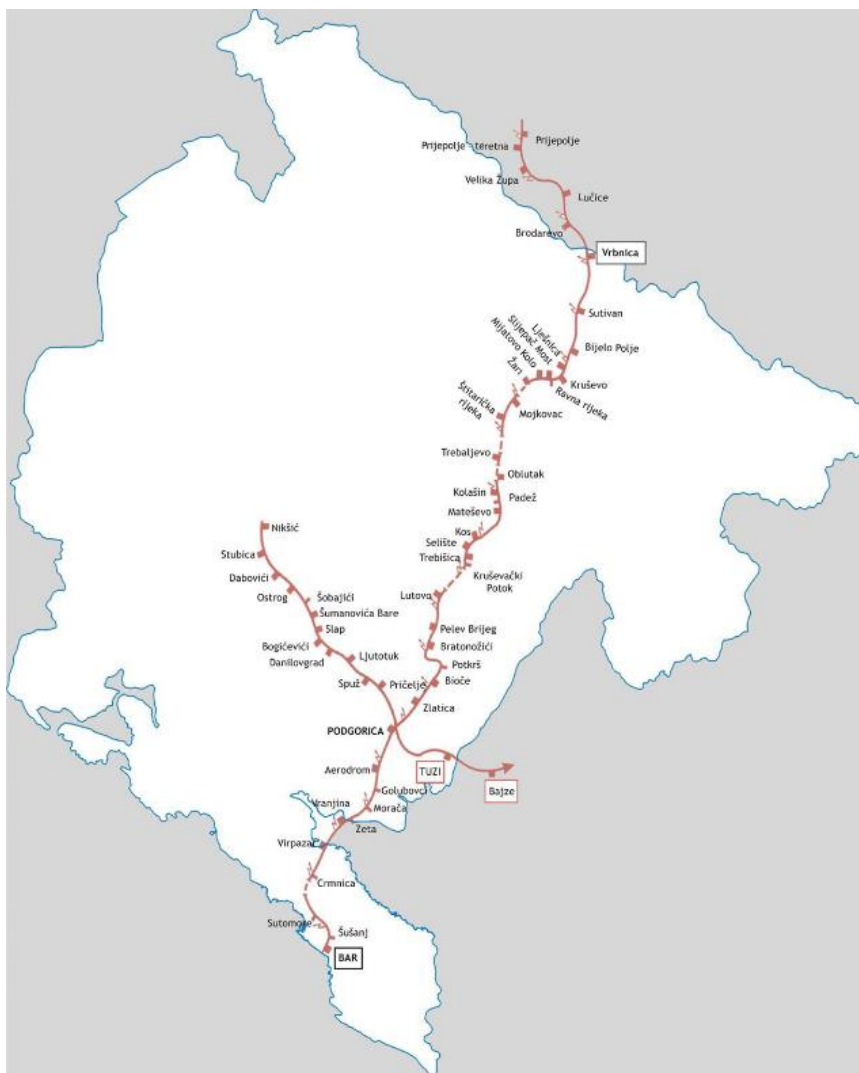 Prijepolje
Prijepolje - teretna
Velika Župa
Lučice
Brodarevo
Vrbnica
Sutivan
Lješnica
Slijepač Most
Mijatovo Kolo
Žari
Bijelo Polje
Kruševo
Ravna rijeka
Štitarička
rijeka
Mojkovac
Trebaljevo
Oblutak
Kolašin
Padež
Mateševo
Kos
Selište
Trebišica
Kruševački
Potok
Lutovo
Nikšić
Stubica
Dabovići
Ostrog
Šobajići
Šumanovića Bare
Slap
Bogićevići
Danilovgrad
Ljutotuk
Spuž
Pričelje
Pelev Brijeg
Bratonožići
Potkrš
Bioče
Zlatica
PODGORICA
TUZI
Bajze
Aerodrom
Golubovci
Vranjina
Morača
Zeta
Virpazar
Crmnica
Sutomore
Šušanj
BAR